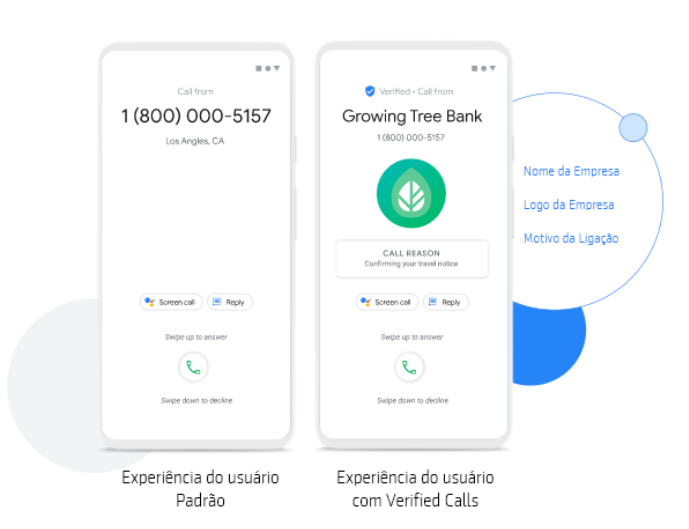 Call from
1 (800) 000-5157
Los Angles, CA
Screen call
Reply
Swipe up to answer
Swipe down to decline
Verified • Call from
Growing Tree Bank
1 (800) 000-5157
CALL REASON
Confirming your travel notice
Screen call
Reply
Swipe up to answer
Swipe down to decline
Nome da Empresa
Logo da Empresa
Motivo da Ligação
Experiência do usuário
Padrão
Experiência do usuário
com Verified Calls